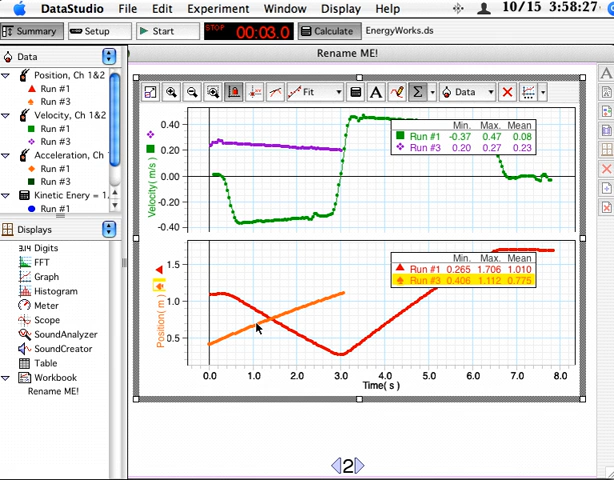 DataStudio File Edit Experiment Window Display Help 10/15 3:58:27
Summary Setup Start STOP 00:03.0 Calculate EnergyWorks.ds
Rename ME!
Data
Position, Ch 1&2
Run #1
Run #3
Velocity, Ch 1&2
Run #1
Run #3
Acceleration, Ch
Run #1
Run #3
Kinetic Enery = 1,
Run #1
Displays
3.14 Digits
FFT
Graph
Histogram
Meter
Scope
SoundAnalyzer
SoundCreator
Table
Workbook
Rename ME!
Fit A Σ Data
Velocity( m/s )
0.40
0.20
0.00
-0.20
-0.40
Min. Max. Mean
Run #1 -0.37 0.47 0.08
Run #3 0.20 0.27 0.23
Position( m )
1.5
1.0
0.5
Min. Max. Mean
Run #1 0.265 1.706 1.010
Run #3 0.406 1.112 0.775
0.0 1.0 2.0 3.0 4.0 5.0 6.0 7.0 8.0
Time( s )
2